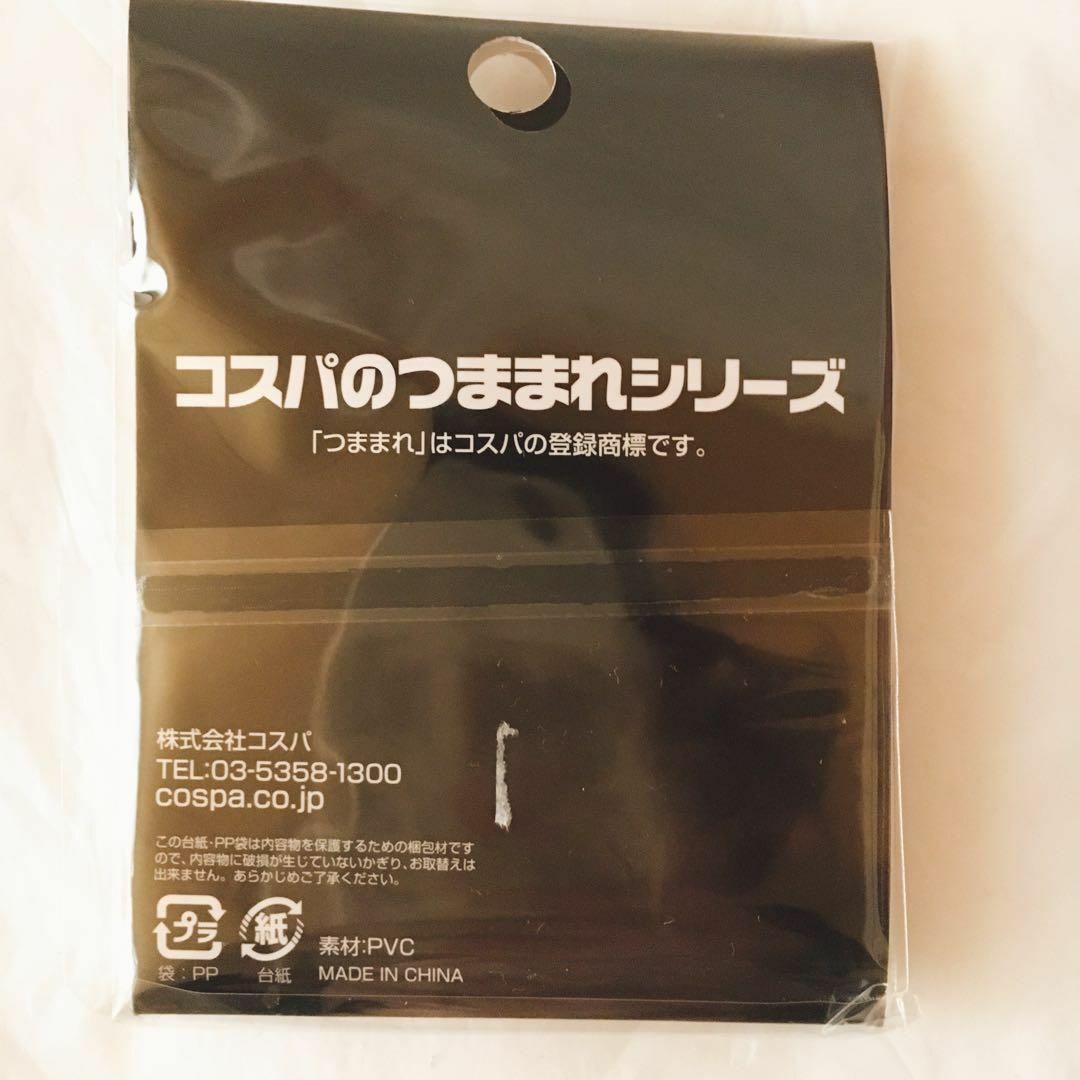 コスパのつままれシリーズ
「つままれ」はコスパの登録商標です。
株式会社コスパ
TEL:03-5358-1300
cospa.co.jp
この台紙・PP袋は内容物を保護するための梱包材です
ので、内容物に破損が生じていないかぎり、お取替えは
出来ません。あらかじめご了承ください。
プラ 紙 素材:PVC
袋:PP 台紙 MADE IN CHINA